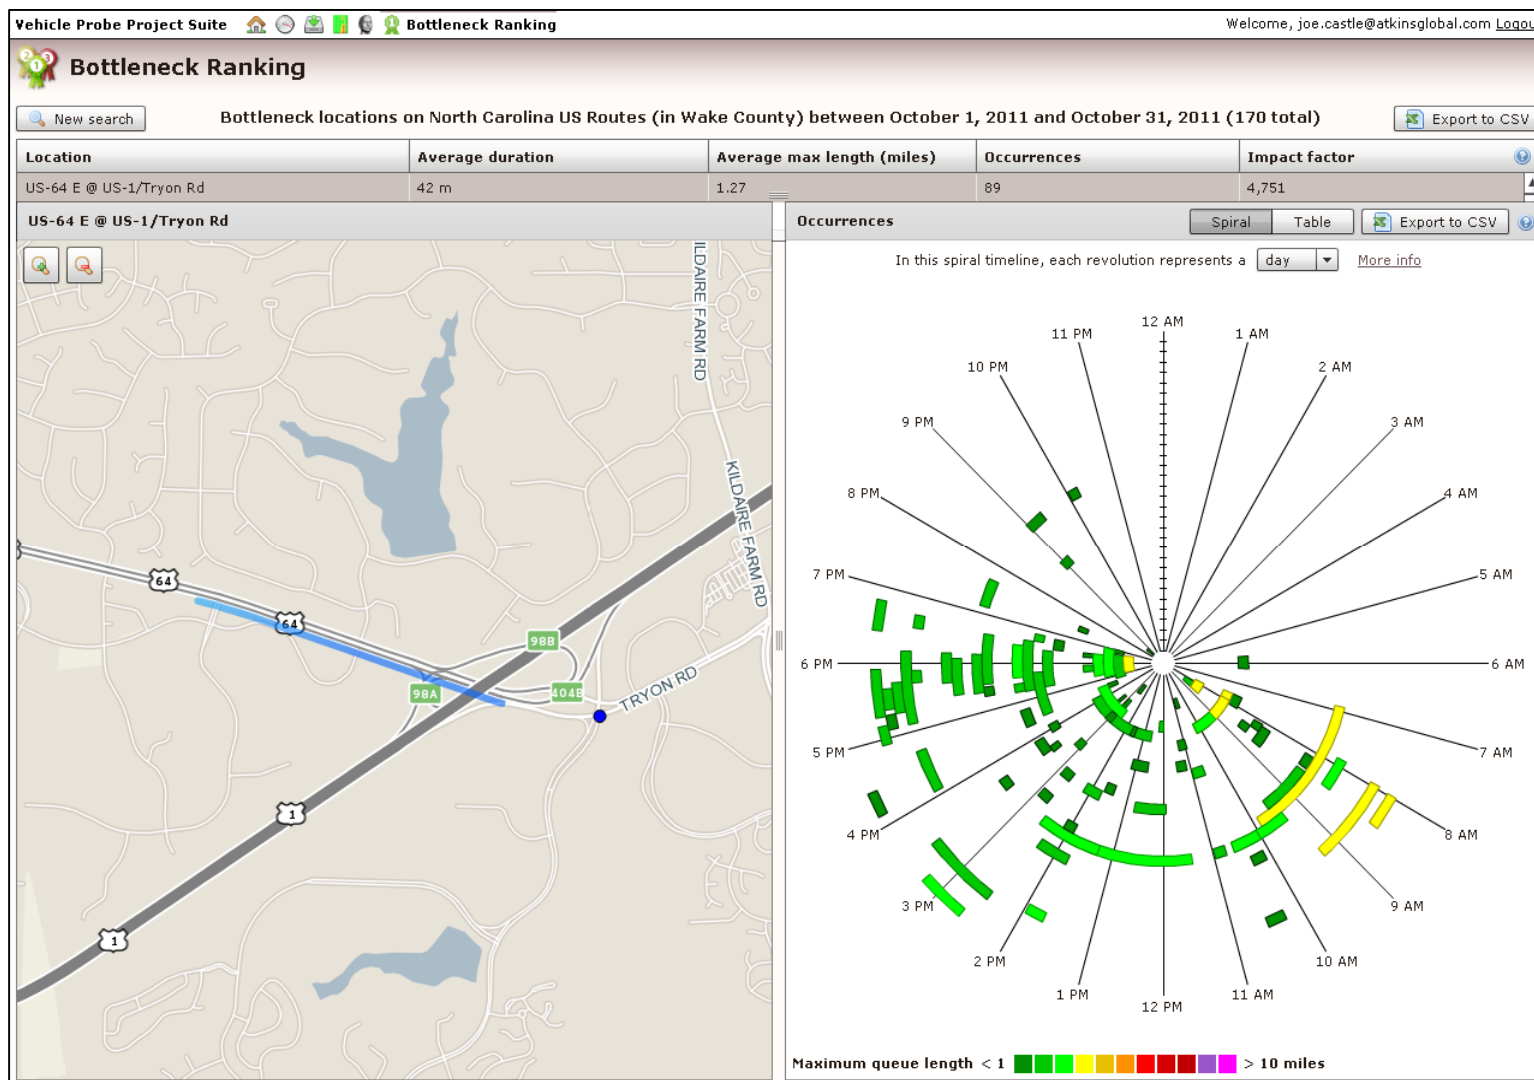 Vehicle Probe Project Suite Bottleneck Ranking Welcome, joe.castle@atkinsglobal.com Logou
Bottleneck Ranking
New search Bottleneck locations on North Carolina US Routes (in Wake County) between October 1, 2011 and October 31, 2011 (170 total) Export to CSV
Location Average duration Average max length (miles) Occurrences Impact factor
US-64 E @ US-1/Tryon Rd 42 m 1.27 89 4,751
US-64 E @ US-1/Tryon Rd
ILDAIRE FARM RD
KILDAIRE FARM RD
64
64
98B
98A
404B
TRYON RD
1
1
Occurrences Spiral Table Export to CSV
In this spiral timeline, each revolution represents a day More info
12 AM
11 PM 1 AM
10 PM 2 AM
9 PM 3 AM
8 PM 4 AM
7 PM 5 AM
6 PM 6 AM
5 PM 7 AM
4 PM 8 AM
3 PM 9 AM
2 PM 10 AM
1 PM 11 AM
12 PM
Maximum queue length < 1 > 10 miles